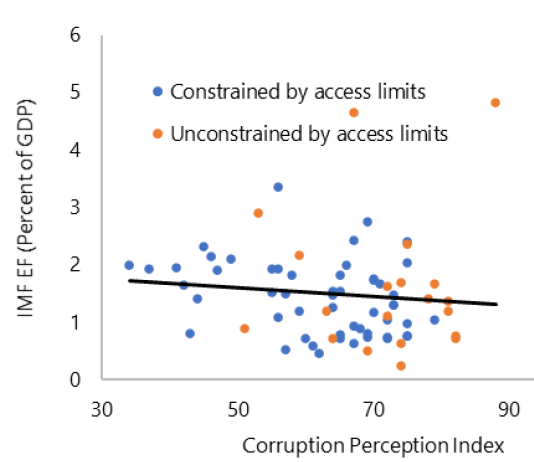 6
5
4
3
2
1
0
IMF EF (Percent of GDP)
Constrained by access limits
Unconstrained by access limits
30 50 70 90
Corruption Perception Index